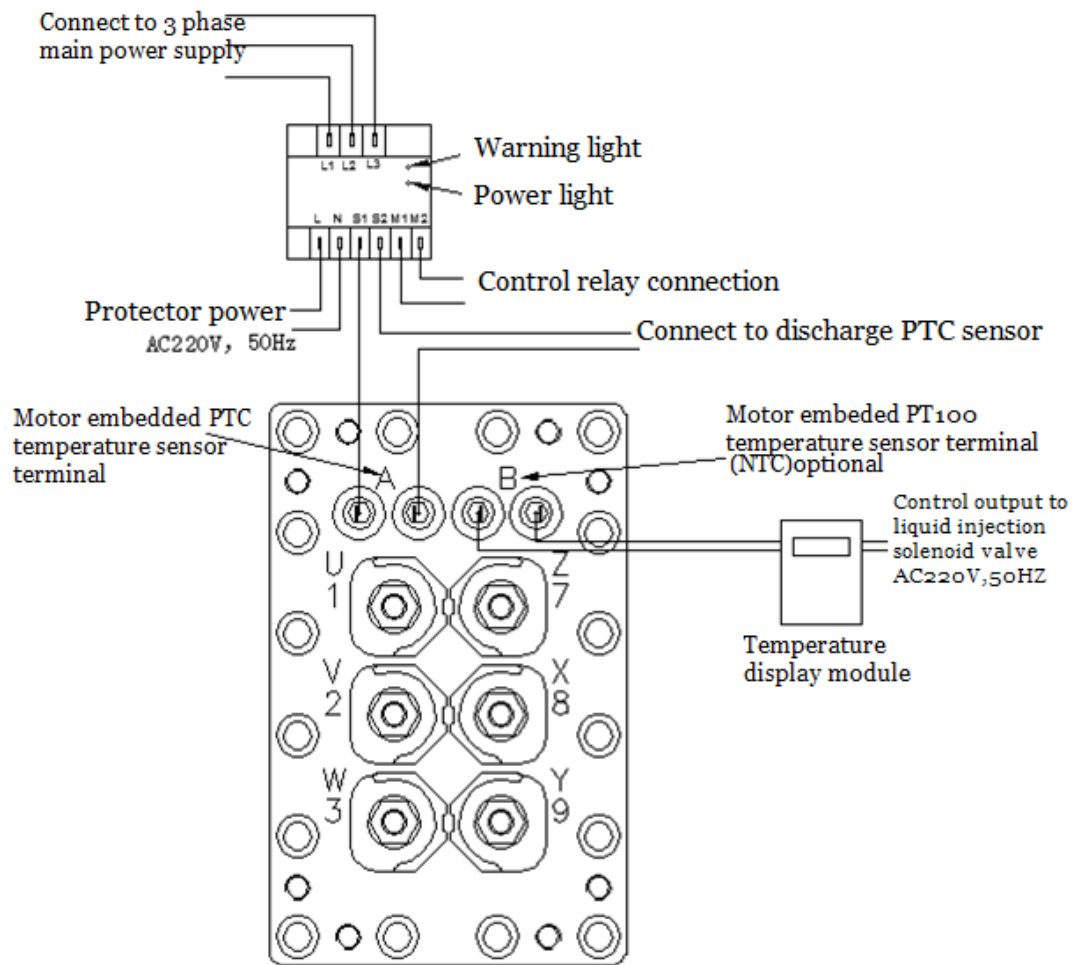 Connect to 3 phase
main power supply
L1 L2 L3
Warning light
Power light
L N S1 S2 M1 M2
Control relay connection
Protector power
AC220V, 50Hz
Connect to discharge PTC sensor
Motor embedded PTC
temperature sensor
terminal
Motor embeded PT100
temperature sensor terminal
(NTC)optional
A
B
Control output to
liquid injection
solenoid valve
AC220V,50HZ
U
1
Z
7
Temperature
display module
V
2
X
8
W
3
Y
9